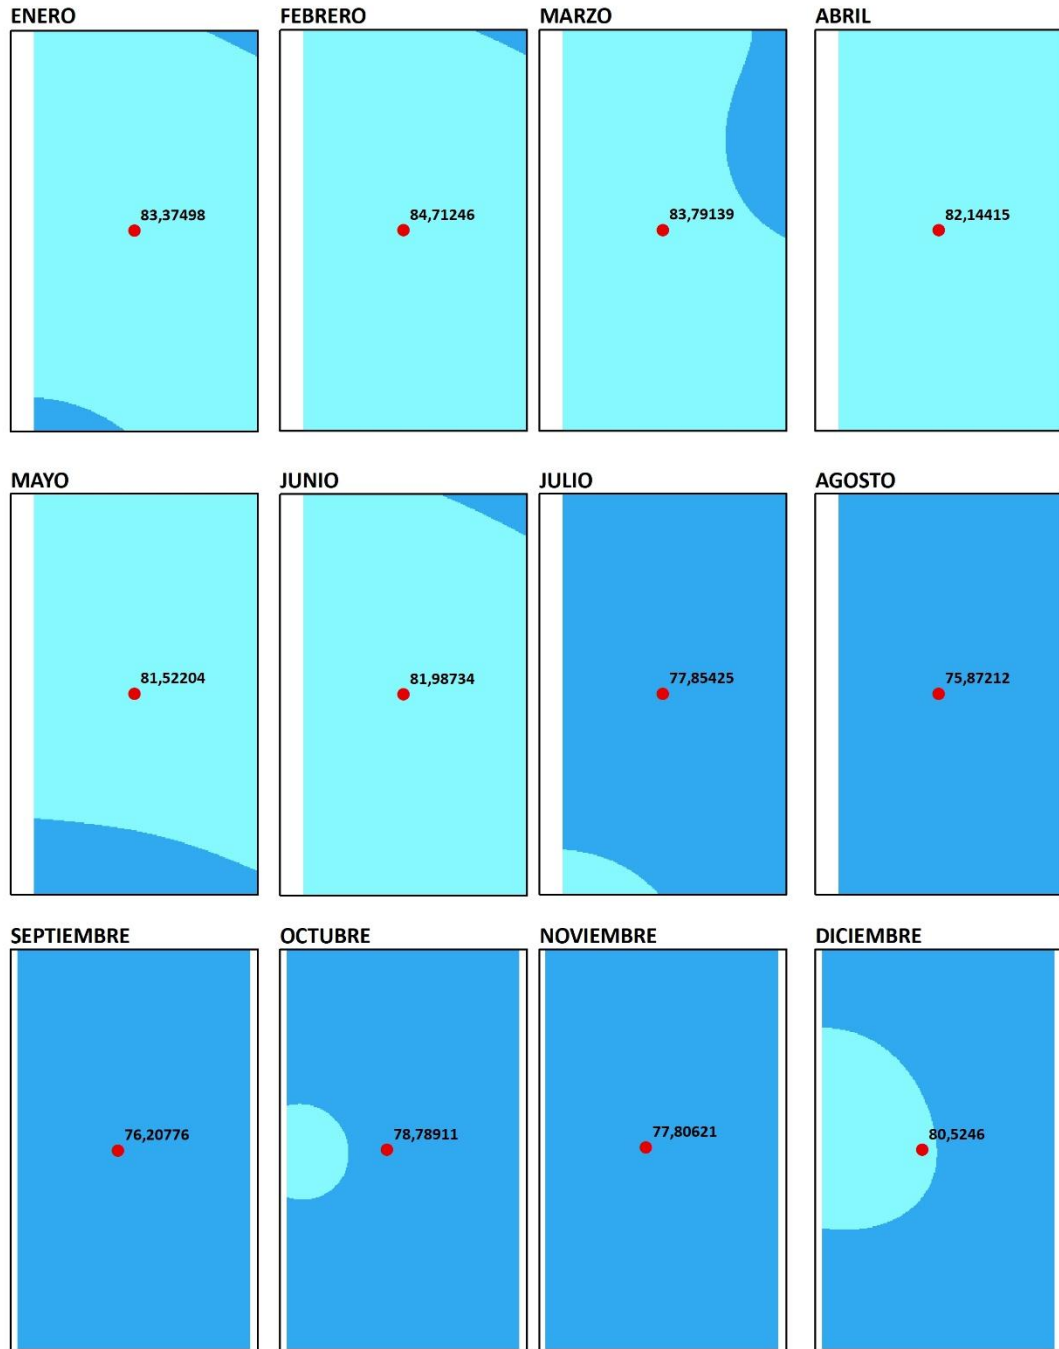 ENERO
FEBRERO
MARZO
ABRIL
83,37498
84,71246
83,79139
82,14415
MAYO
JUNIO
JULIO
AGOSTO
81,52204
81,98734
77,85425
75,87212
SEPTIEMBRE
OCTUBRE
NOVIEMBRE
DICIEMBRE
76,20776
78,78911
77,80621
80,5246